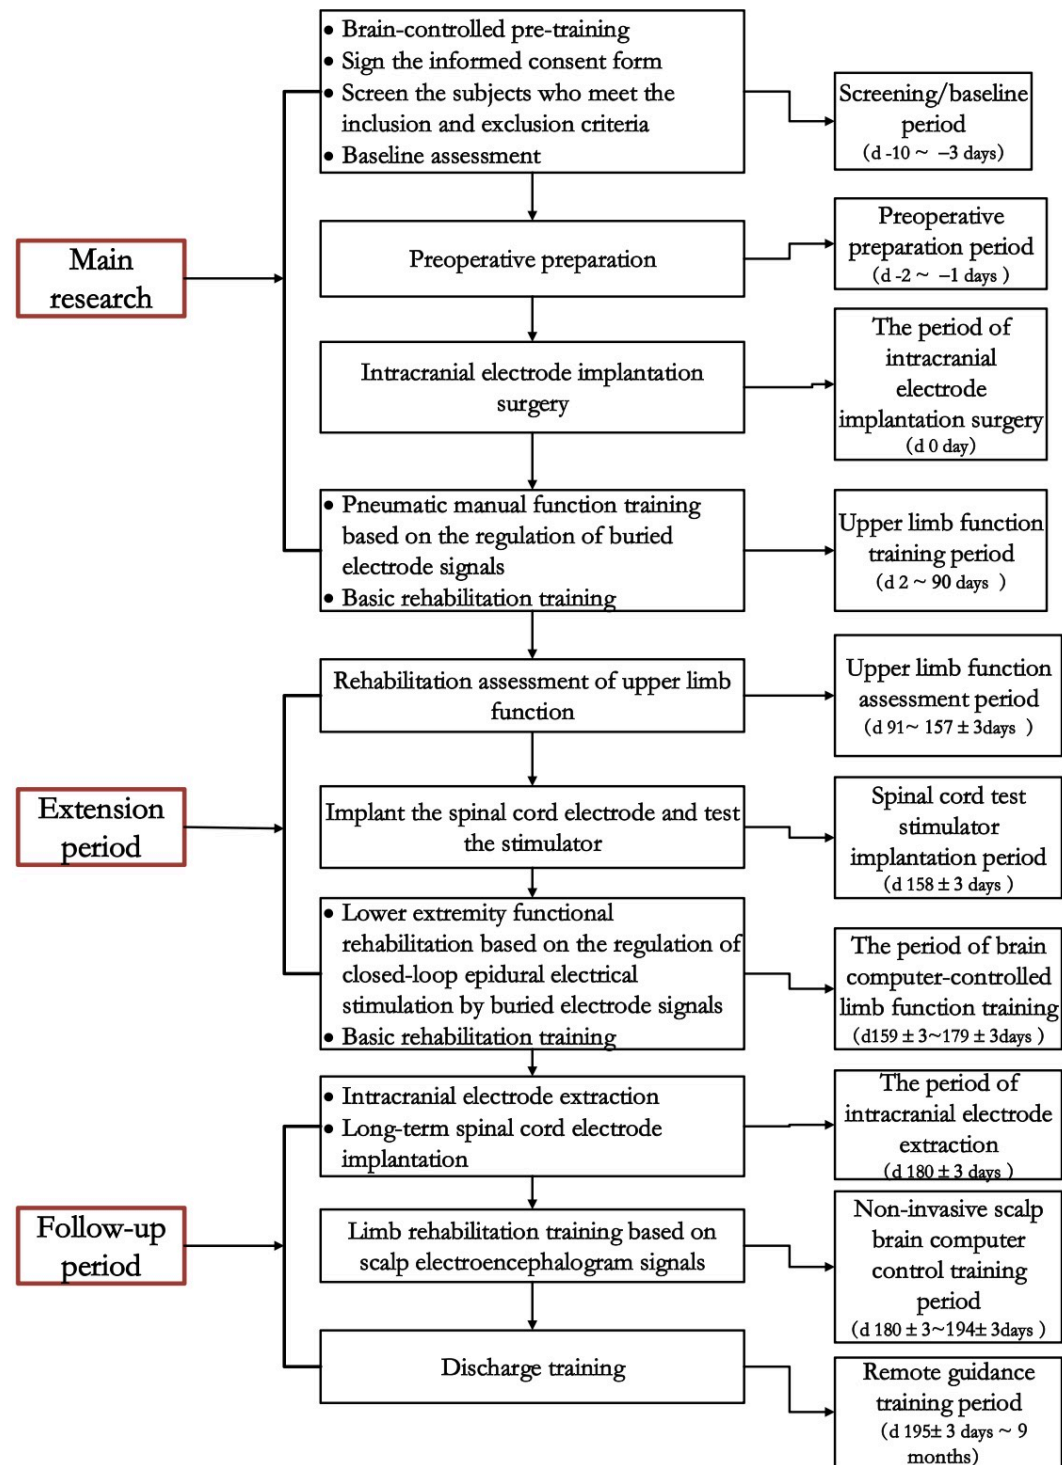 Main
research
• Brain-controlled pre-training
• Sign the informed consent form
• Screen the subjects who meet the
inclusion and exclusion criteria
• Baseline assessment
Screening/baseline
period
(d -10 ~ –3 days)
Preoperative preparation
Preoperative
preparation period
(d -2 ~ –1 days )
Intracranial electrode implantation
surgery
The period of
intracranial
electrode
implantation surgery
(d 0 day)
• Pneumatic manual function training
based on the regulation of buried
electrode signals
• Basic rehabilitation training
Upper limb function
training period
(d 2 ~ 90 days )
Extension
period
Rehabilitation assessment of upper limb
function
Upper limb function
assessment period
(d 91~ 157 ± 3days )
Implant the spinal cord electrode and test
the stimulator
Spinal cord test
stimulator
implantation period
(d 158 ± 3 days )
• Lower extremity functional
rehabilitation based on the regulation of
closed-loop epidural electrical
stimulation by buried electrode signals
• Basic rehabilitation training
The period of brain
computer-controlled
limb function training
(d159 ± 3~179 ± 3days )
Follow-up
period
• Intracranial electrode extraction
• Long-term spinal cord electrode
implantation
The period of
intracranial electrode
extraction
(d 180 ± 3 days )
Limb rehabilitation training based on
scalp electroencephalogram signals
Non-invasive scalp
brain computer
control training
period
(d 180 ± 3~194± 3days )
Discharge training
Remote guidance
training period
(d 195± 3 days ~ 9
months)